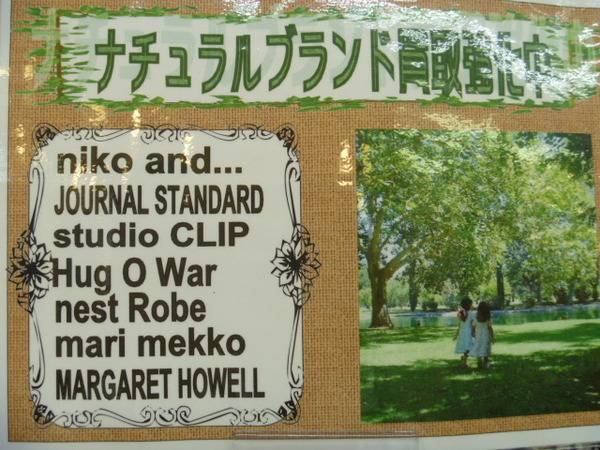 ナチュラルブランド買取強化中
niko and...
JOURNAL STANDARD
studio CLIP
Hug O War
nest Robe
mari mekko
MARGARET HOWELL